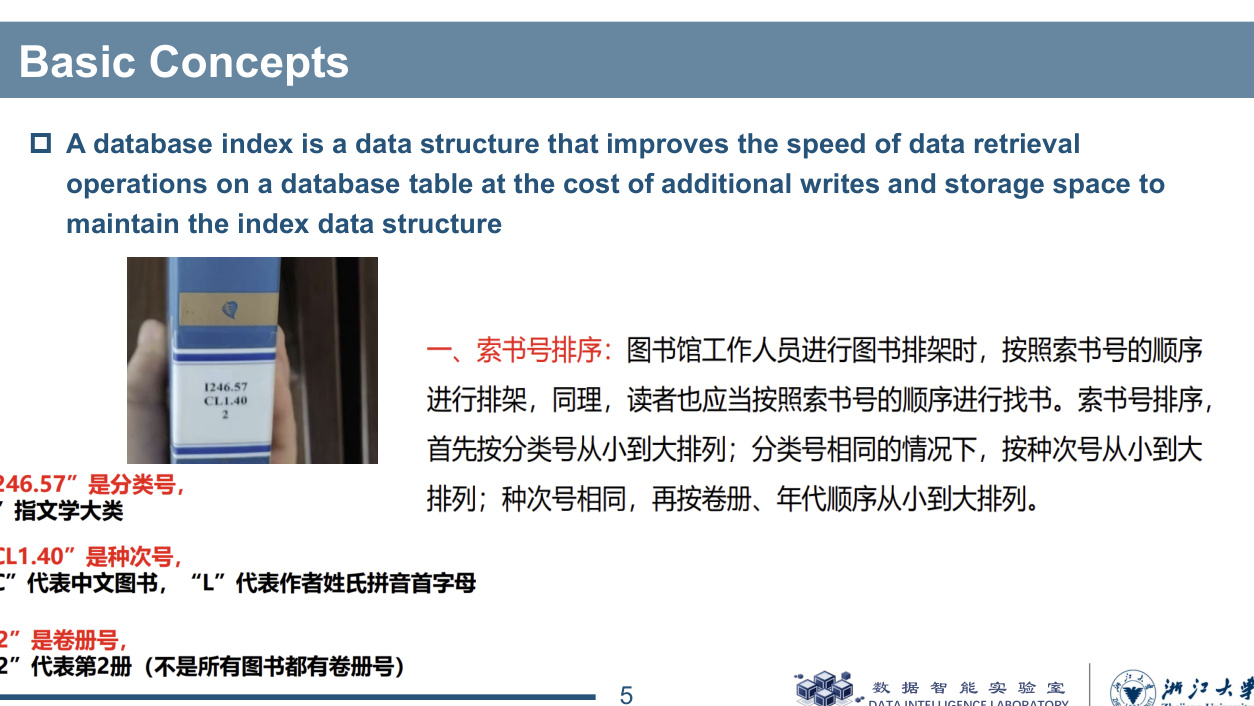 Basic Concepts
A database index is a data structure that improves the speed of data retrieval
operations on a database table at the cost of additional writes and storage space to
maintain the index data structure
I246.57
CL1.40
2
一、索书号排序：图书馆工作人员进行图书排架时，按照索书号的顺序
进行排架，同理，读者也应当按照索书号的顺序进行找书。索书号排序，
首先按分类号从小到大排列；分类号相同的情况下，按种次号从小到大
排列；种次号相同，再按卷册、年代顺序从小到大排列。
246.57”是分类号，
”指文学大类
CL1.40”是种次号，
C”代表中文图书，“L”代表作者姓氏拼音首字母
2”是卷册号，
2”代表第2册（不是所有图书都有卷册号）
5
数据智能实验室
DATA INTELLIGENCE LABORATORY
浙江大学